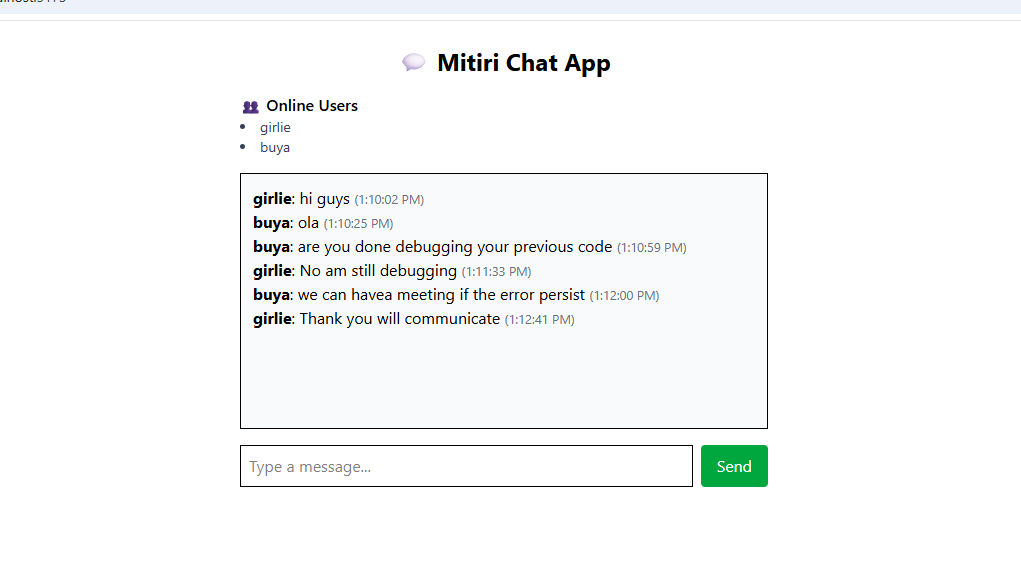 Mitiri Chat App
Online Users
girlie
buya
girlie: hi guys (1:10:02 PM)
buya: ola (1:10:25 PM)
buya: are you done debugging your previous code (1:10:59 PM)
girlie: No am still debugging (1:11:33 PM)
buya: we can havea meeting if the error persist (1:12:00 PM)
girlie: Thank you will communicate (1:12:41 PM)
Type a message...
Send